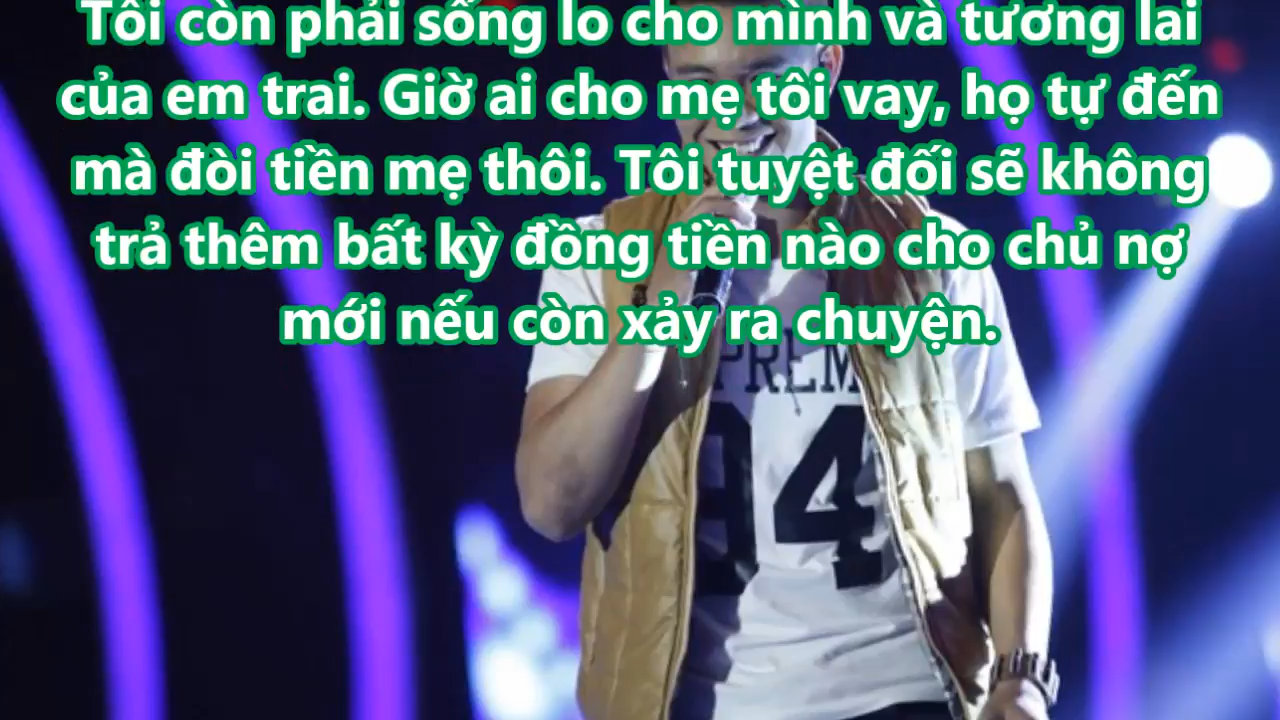 Tôi còn phải sống lo cho mình và tương lai
của em trai. Giờ ai cho mẹ tôi vay, họ tự đến
mà đòi tiền mẹ thôi. Tôi tuyệt đối sẽ không
trả thêm bất kỳ đồng tiền nào cho chủ nợ
mới nếu còn xảy ra chuyện.
PREM
94